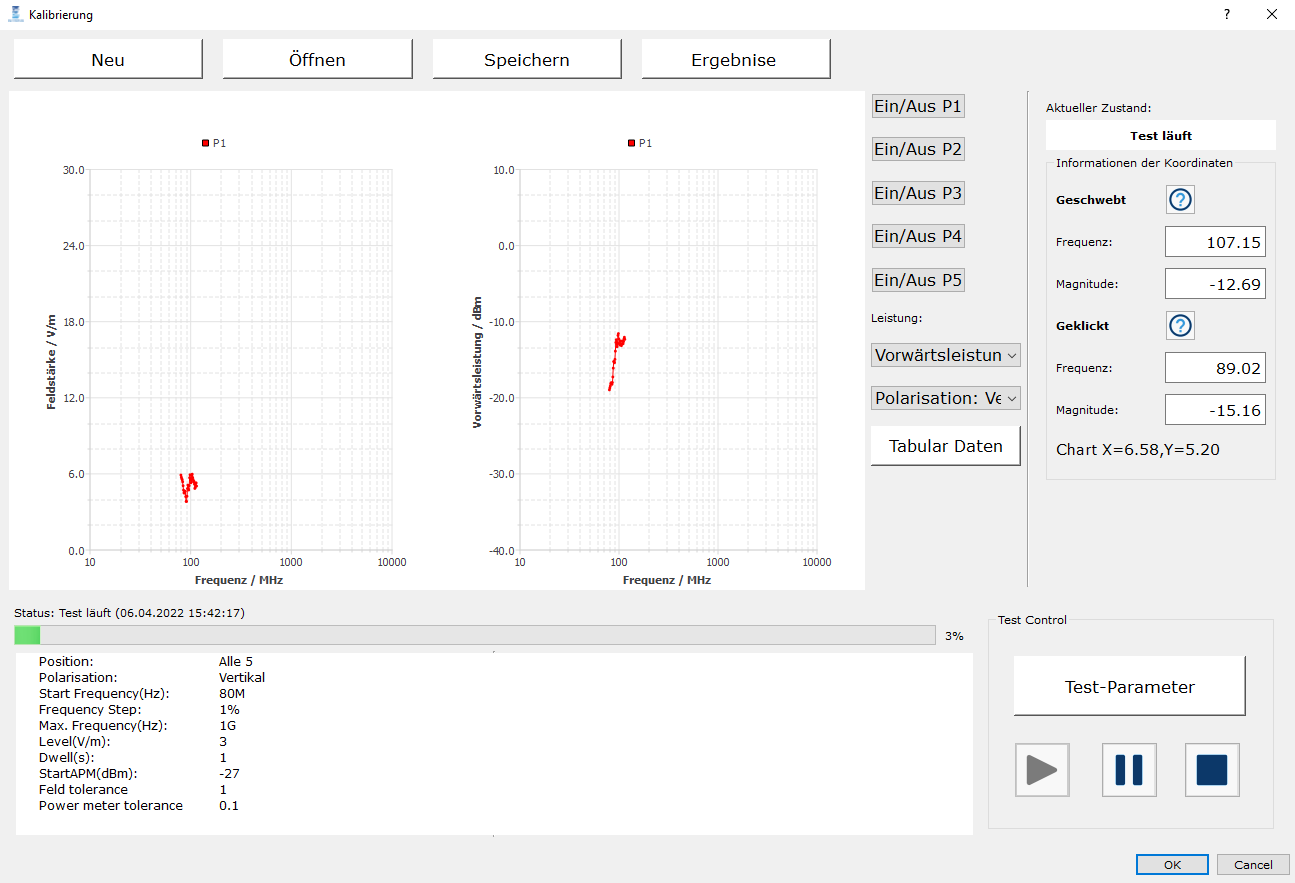 Kalibrierung
?
Neu
Öffnen
Speichern
Ergebnise
P1
30.0
24.0
18.0
12.0
6.0
0.0
10
100
1000
10000
Feldstärke / V/m
Frequenz / MHz
P1
10.0
0.0
-10.0
-20.0
-30.0
-40.0
10
100
1000
10000
Vorwärtsleistung / dBm
Frequenz / MHz
Ein/Aus P1
Ein/Aus P2
Ein/Aus P3
Ein/Aus P4
Ein/Aus P5
Leistung:
Vorwärtsleistun
Polarisation: Ve
Tabular Daten
Aktueller Zustand:
Test läuft
Informationen der Koordinaten
Geschwebt ?
Frequenz: 107.15
Magnitude: -12.69
Geklickt ?
Frequenz: 89.02
Magnitude: -15.16
Chart X=6.58,Y=5.20
Status: Test läuft (06.04.2022 15:42:17)
3%
Position: Alle 5
Polarisation: Vertikal
Start Frequency(Hz): 80M
Frequency Step: 1%
Max. Frequency(Hz): 1G
Level(V/m): 3
Dwell(s): 1
StartAPM(dBm): -27
Feld tolerance 1
Power meter tolerance 0.1
Test Control
Test-Parameter
OK
Cancel